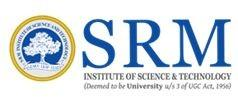 SRM
INSTITUTE OF SCIENCE & TECHNOLOGY
(Deemed to be University u/s 3 of UGC Act, 1956)